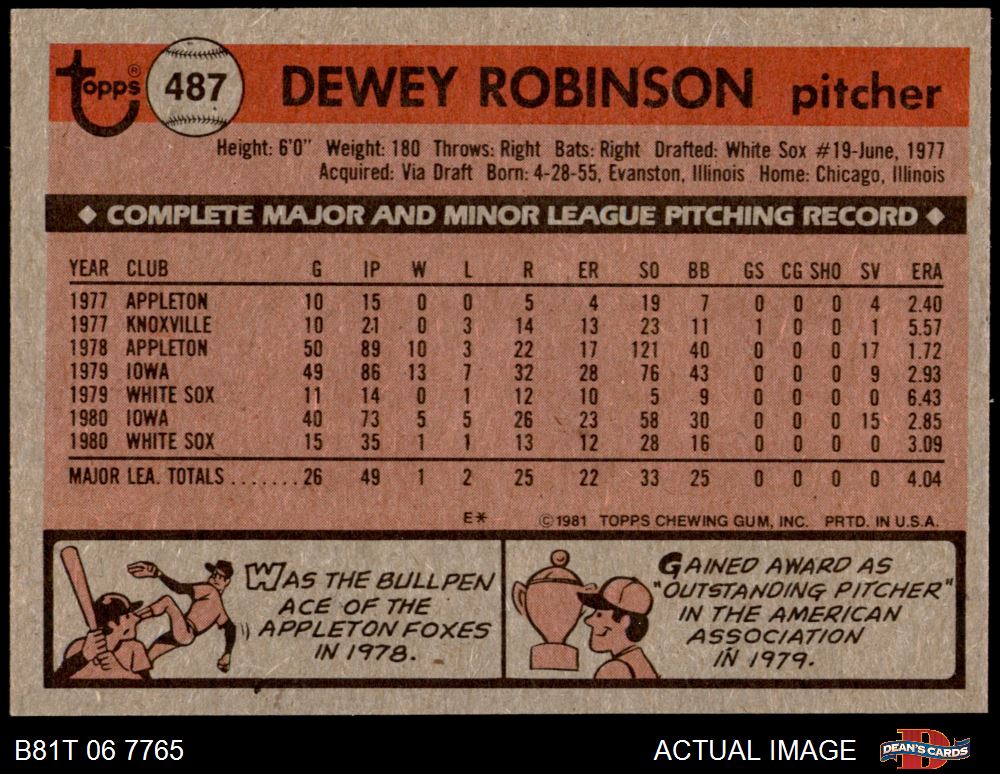 Topps® 487 DEWEY ROBINSON pitcher
Height: 6'0" Weight: 180 Throws: Right Bats: Right Drafted: White Sox #19-June, 1977
Acquired: Via Draft Born: 4-28-55, Evanston, Illinois Home: Chicago, Illinois
◆ COMPLETE MAJOR AND MINOR LEAGUE PITCHING RECORD ◆
YEAR CLUB G IP W L R ER SO BB GS CG SHO SV ERA
1977 APPLETON 10 15 0 0 5 4 19 7 0 0 0 4 2.40
1977 KNOXVILLE 10 21 0 3 14 13 23 11 1 0 0 1 5.57
1978 APPLETON 50 89 10 3 22 17 121 40 0 0 0 17 1.72
1979 IOWA 49 86 13 7 32 28 76 43 0 0 0 9 2.93
1979 WHITE SOX 11 14 0 1 12 10 5 9 0 0 0 0 6.43
1980 IOWA 40 73 5 5 26 23 58 30 0 0 0 15 2.85
1980 WHITE SOX 15 35 1 1 13 12 28 16 0 0 0 0 3.09
MAJOR LEA. TOTALS .......26 49 1 2 25 22 33 25 0 0 0 0 4.04
E* ©1981 TOPPS CHEWING GUM, INC. PRTD. IN U.S.A.
WAS THE BULLPEN
ACE OF THE
APPLETON FOXES
IN 1978.
GAINED AWARD AS
"OUTSTANDING PITCHER"
IN THE AMERICAN
ASSOCIATION
IN 1979.
B81T 06 7765 ACTUAL IMAGE DEAN'S CARDS